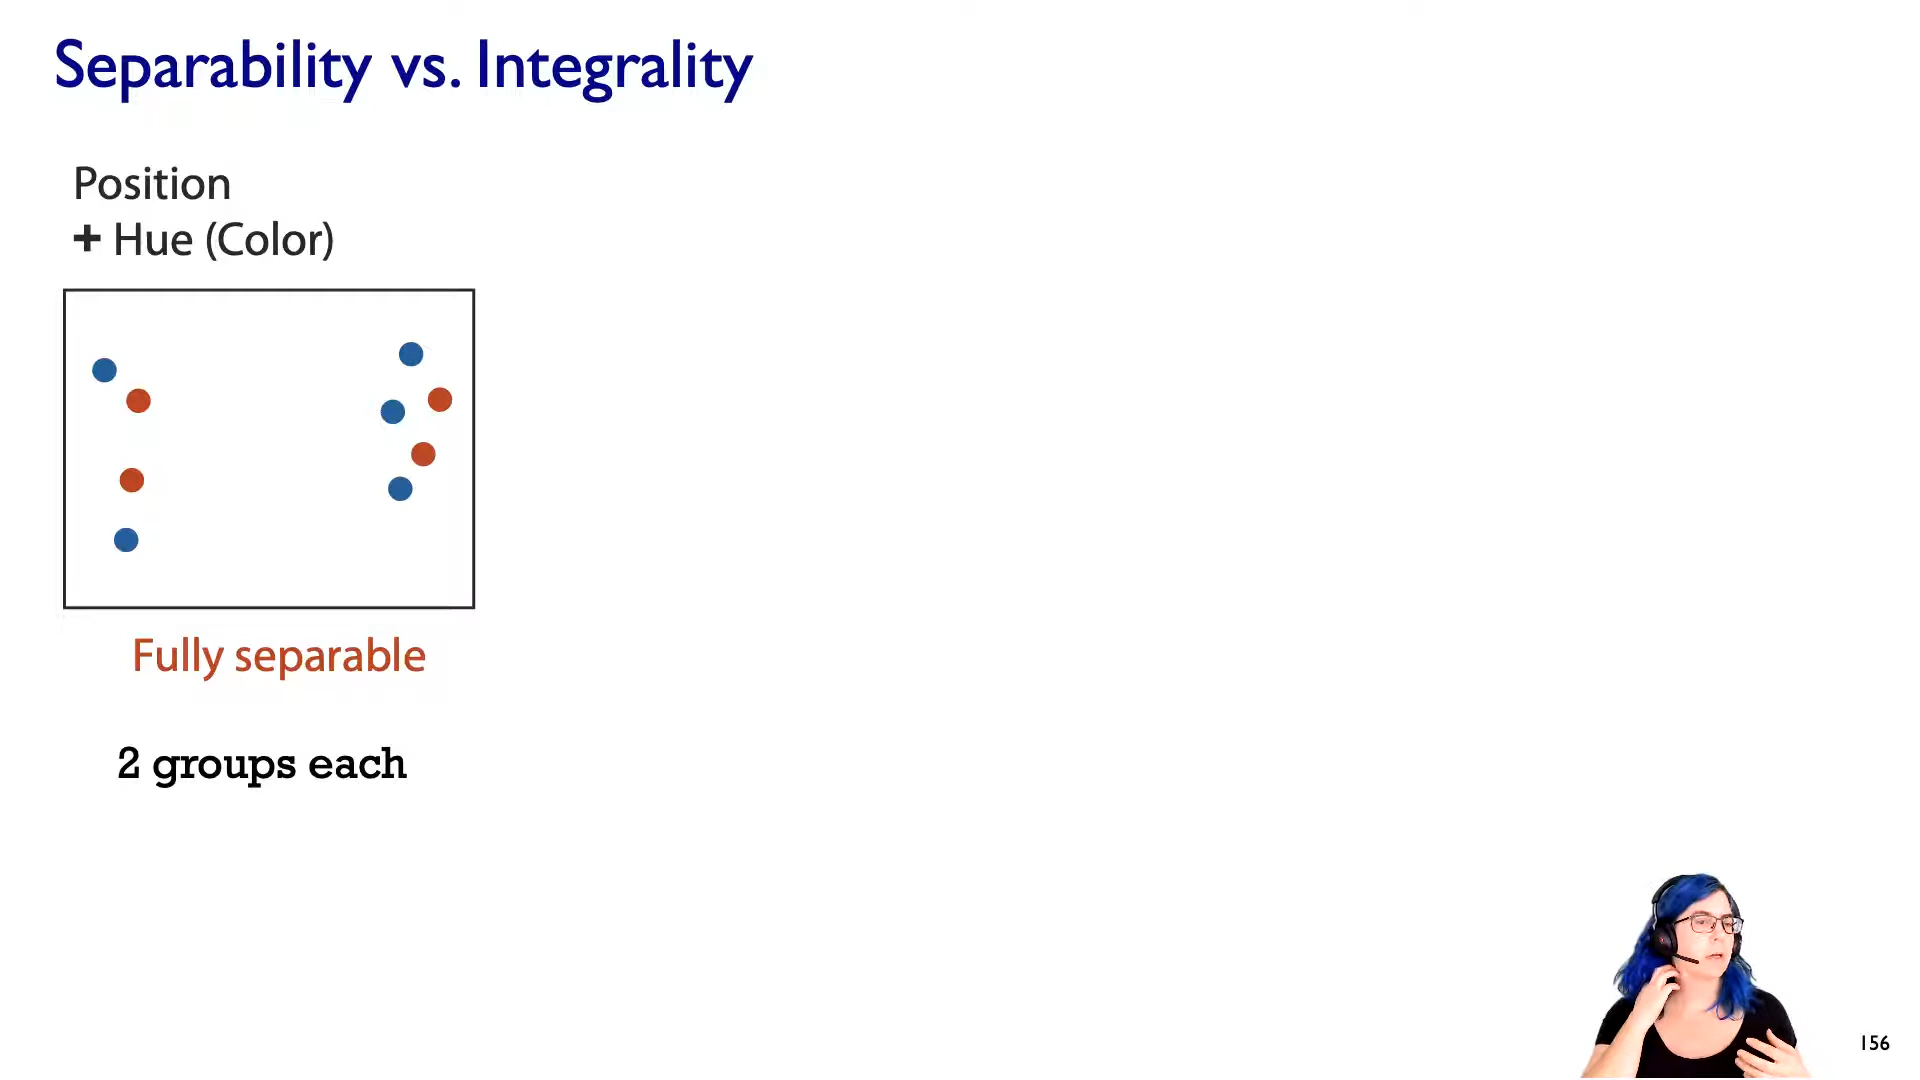 Separability vs. Integrality
Position
+ Hue (Color)
Fully separable
2 groups each
156